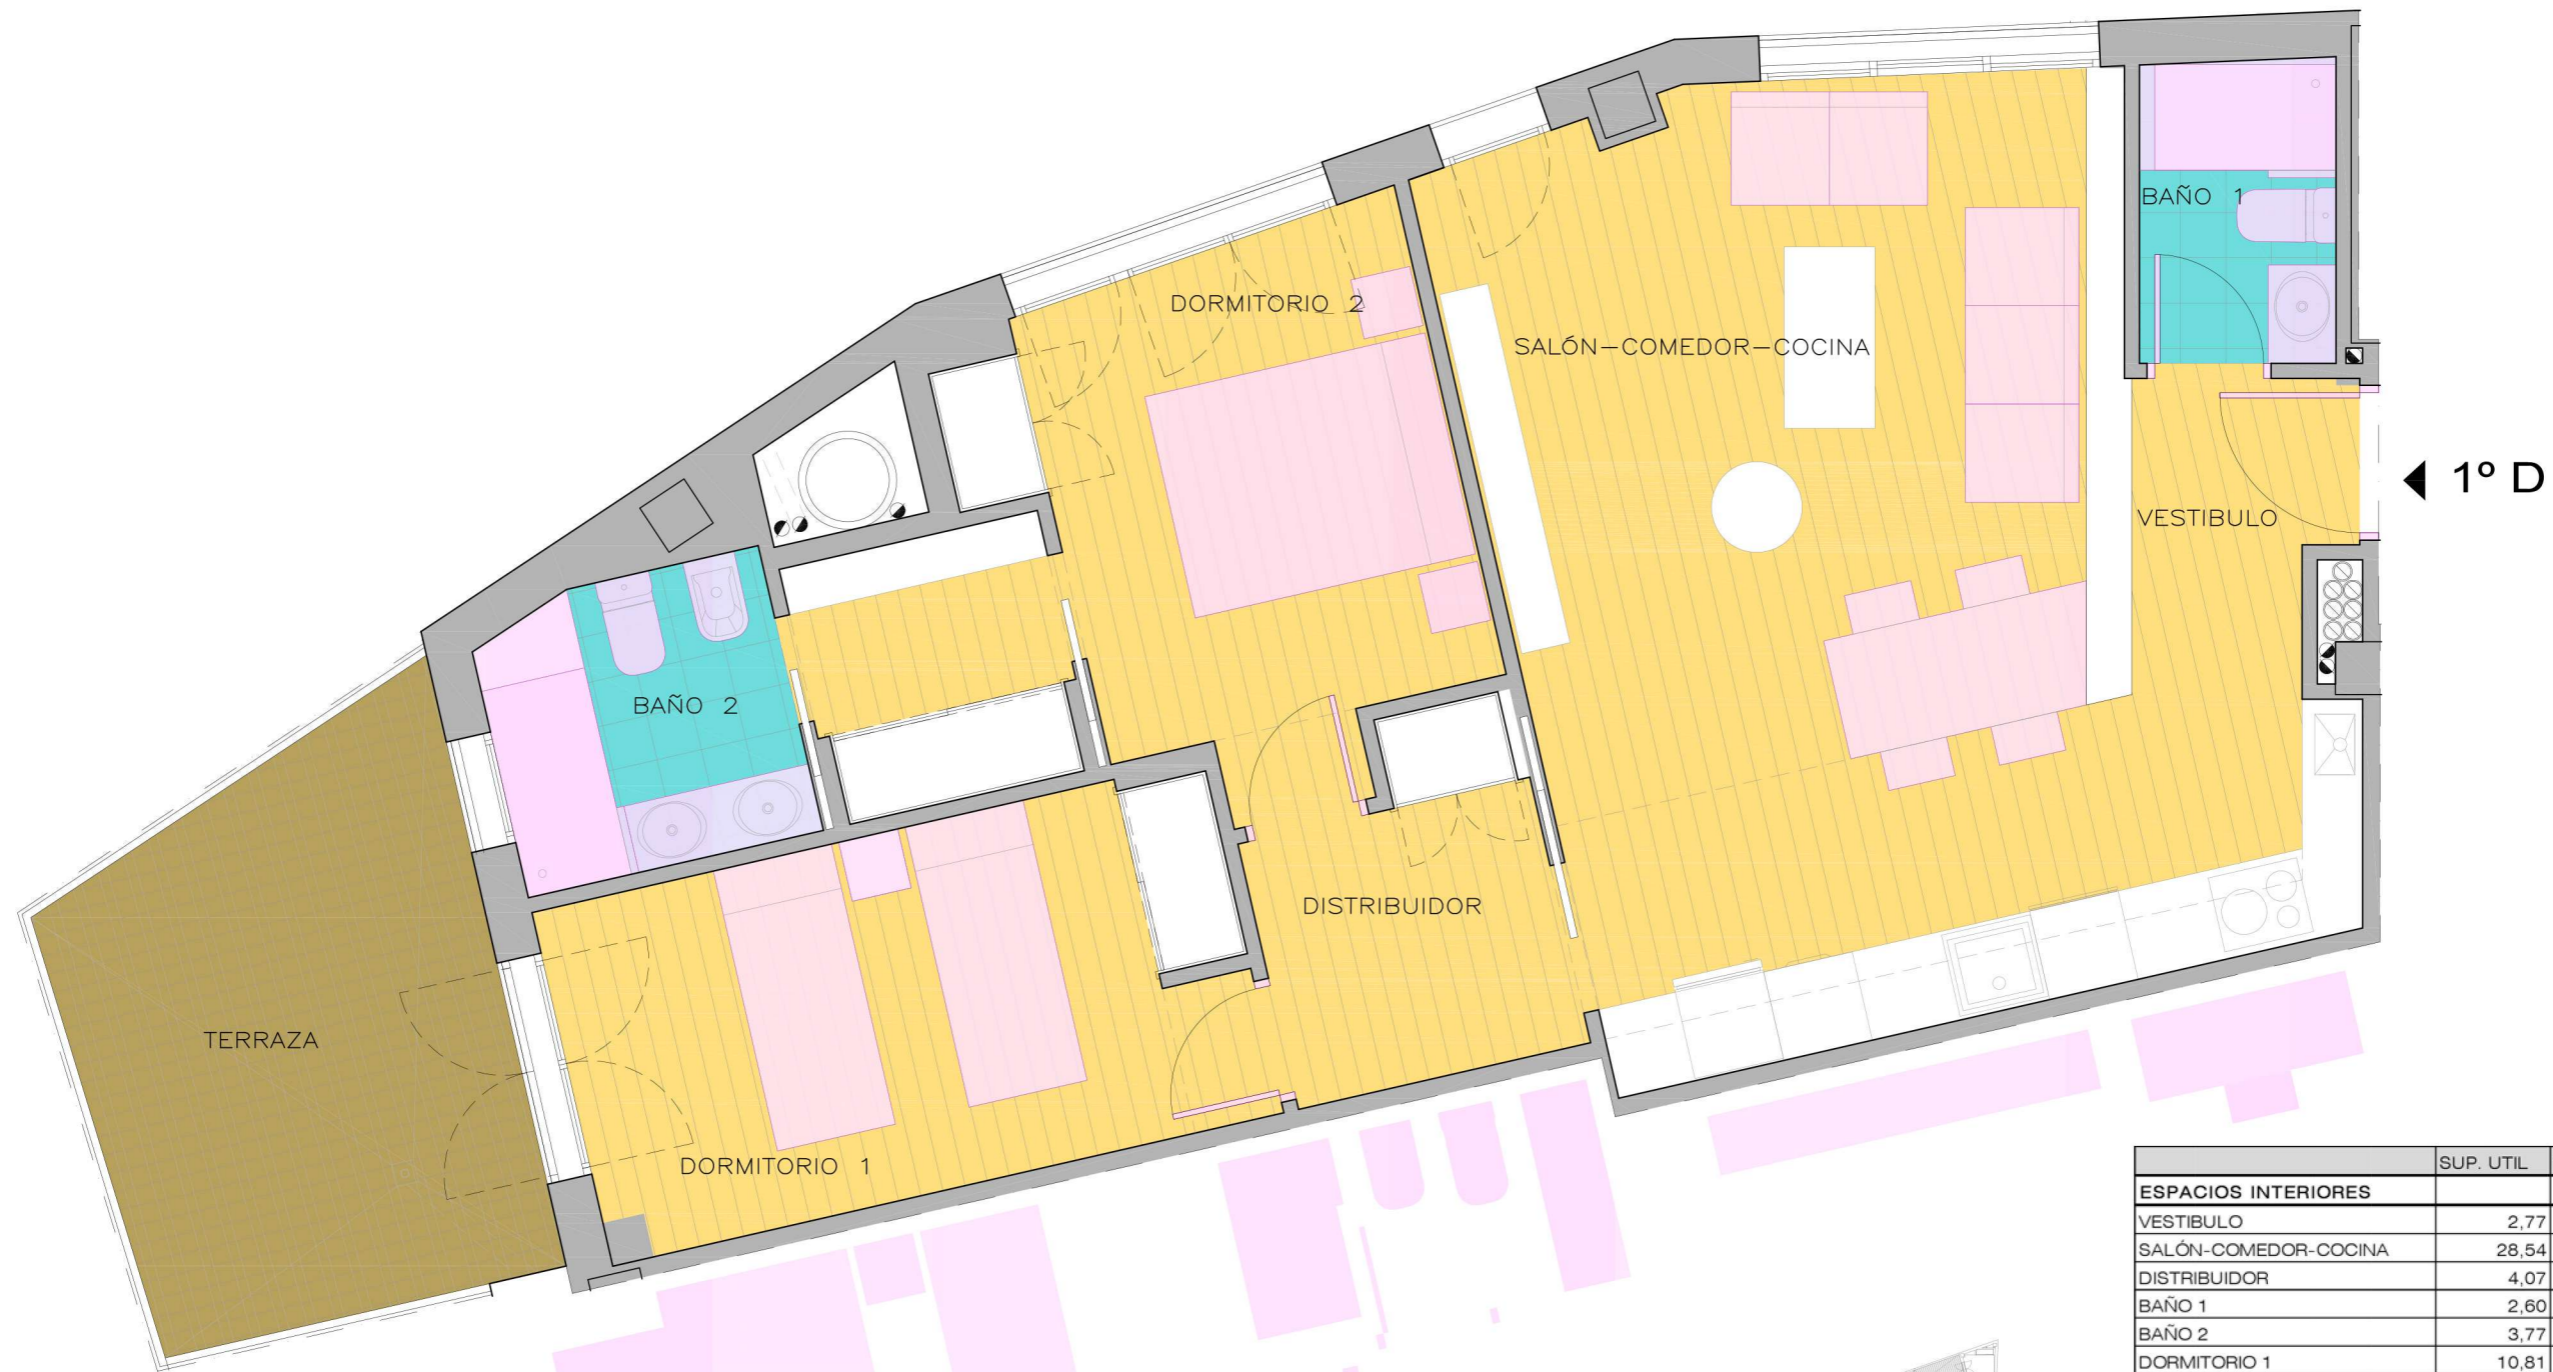 BAÑO 1
DORMITORIO 2
SALÓN-COMEDOR-COCINA
1º D
VESTIBULO
BAÑO 2
DISTRIBUIDOR
TERRAZA
DORMITORIO 1
SUP. UTIL
ESPACIOS INTERIORES
VESTIBULO 2,77
SALÓN-COMEDOR-COCINA 28,54
DISTRIBUIDOR 4,07
BAÑO 1 2,60
BAÑO 2 3,77
DORMITORIO 1 10,81